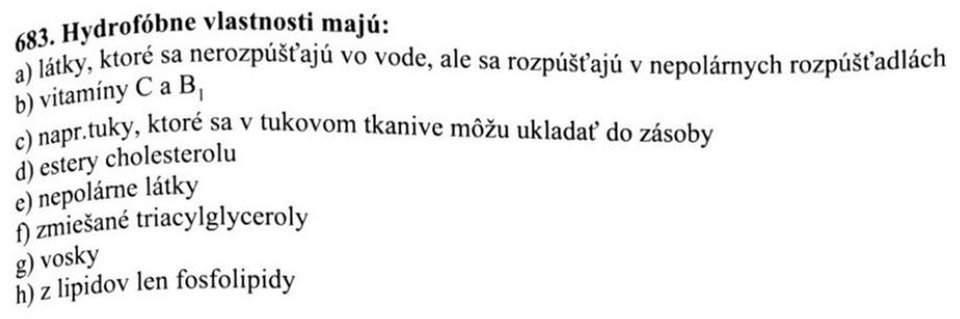 683. Hydrofóbne vlastnosti majú:
a) látky, ktoré sa nerozpúšťajú vo vode, ale sa rozpúšťajú v nepolárnych rozpúšťadlách
b) vitamíny C a B₁
c) napr.tuky, ktoré sa v tukovom tkanive môžu ukladať do zásoby
d) estery cholesterolu
e) nepolárne látky
f) zmiešané triacylglyceroly
g) vosky
h) z lipidov len fosfolipidy